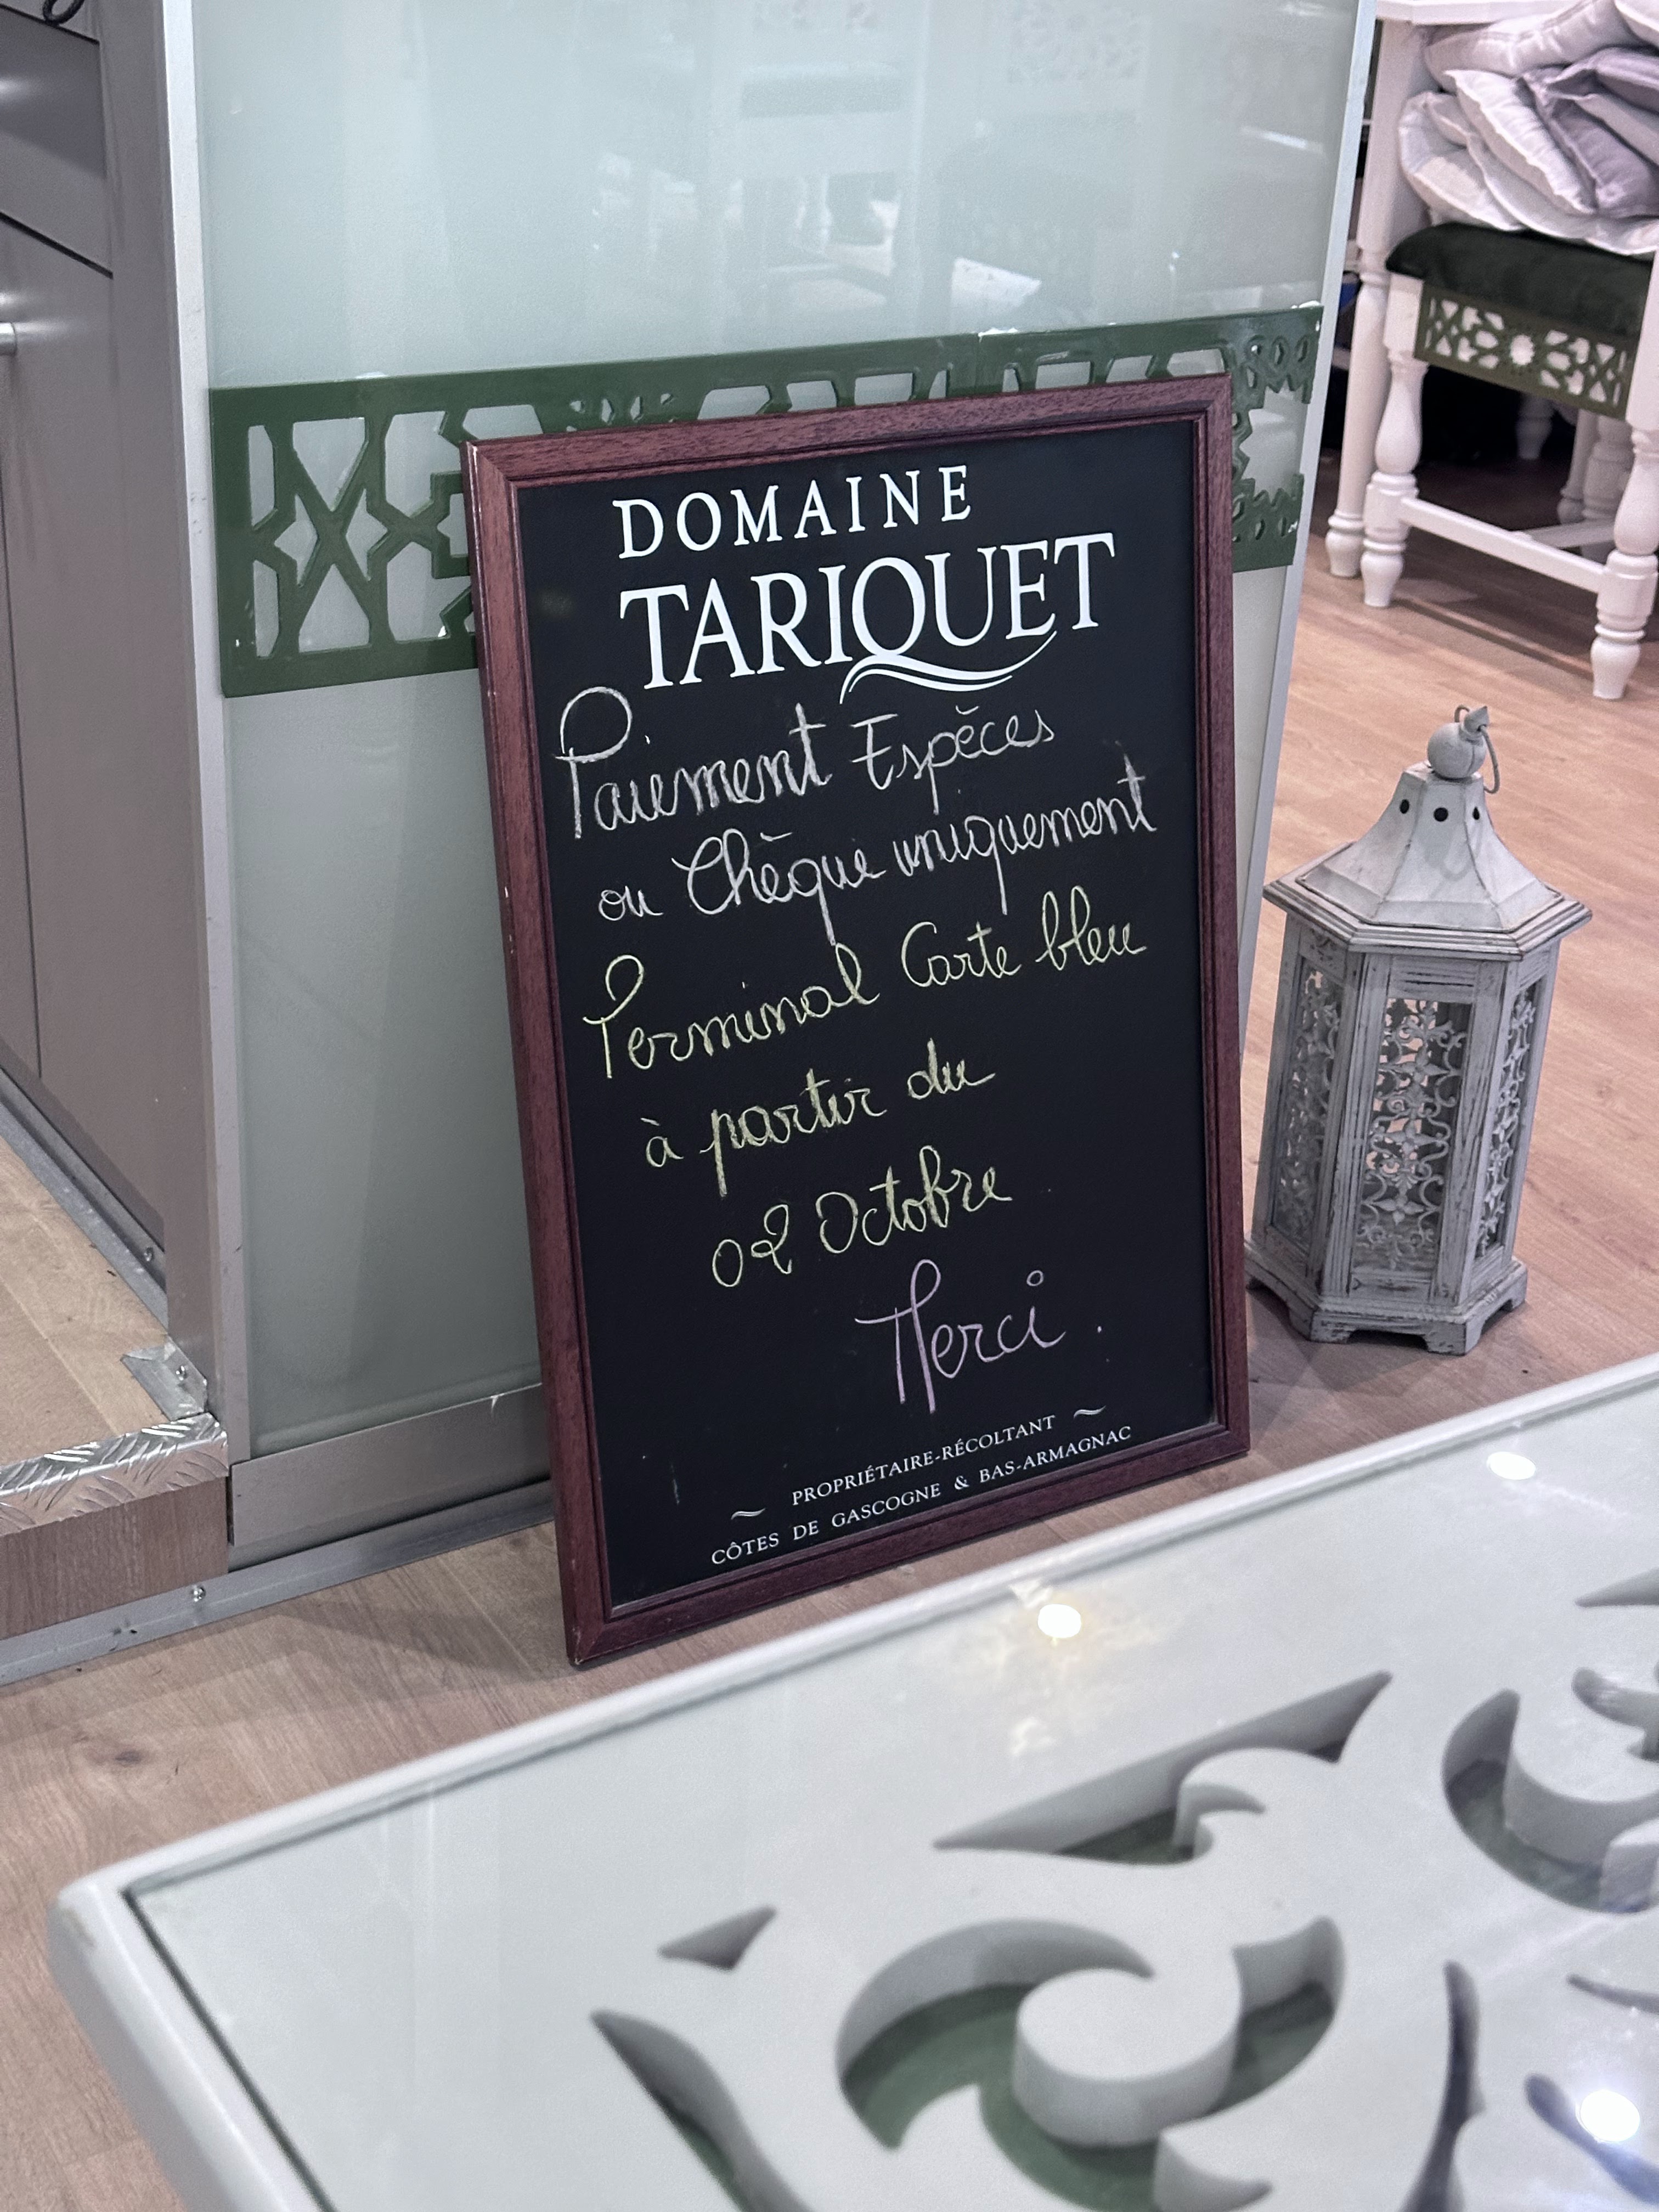 DOMAINE
TARIQUET
Paiement Espèces
ou Chèque uniquement
Terminal Carte bleu
à partir du
02 Octobre
Merci .
~ PROPRIÉTAIRE-RÉCOLTANT ~
CÔTES DE GASCOGNE & BAS-ARMAGNAC